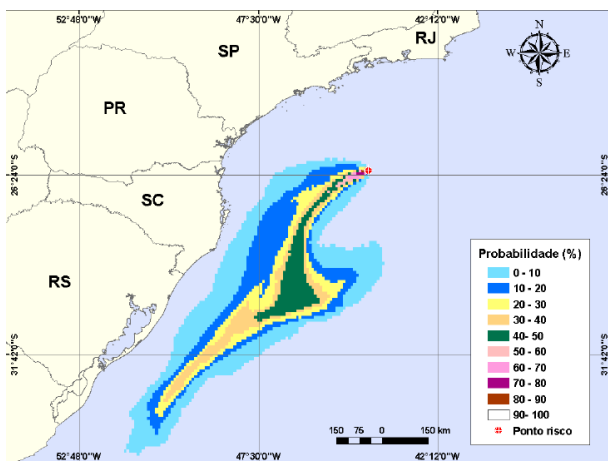 52°48'0"W 47°30'0"W 42°12'0"W
RJ
SP
N
W E
S
PR
26°24'0"S 26°24'0"S
SC
RS
Probabilidade (%)
0 - 10
10 - 20
20 - 30
30 - 40
40- 50
50 - 60
60 - 70
70 - 80
80 - 90
90- 100
Ponto risco
31°42'0"S 31°42'0"S
150 75 0 150 km
52°48'0"W 47°30'0"W 42°12'0"W